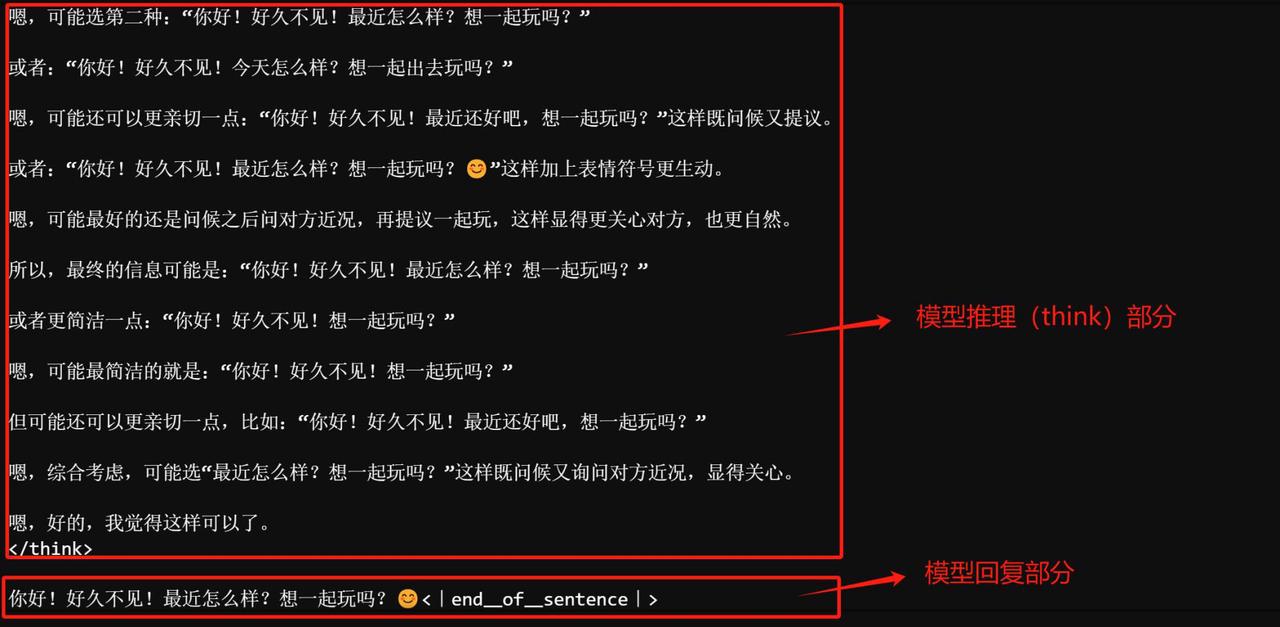 嗯，可能选第二种：“你好！好久不见！最近怎么样？想一起玩吗？”
或者：“你好！好久不见！今天怎么样？想一起出去玩吗？”
嗯，可能还可以更亲切一点：“你好！好久不见！最近还好吧，想一起玩吗？”这样既问候又提议。
或者：“你好！好久不见！最近怎么样？想一起玩吗？😊”这样加上表情符号更生动。
嗯，可能最好的还是问候之后问对方近况，再提议一起玩，这样显得更关心对方，也更自然。
所以，最终的信息可能是：“你好！好久不见！最近怎么样？想一起玩吗？”
模型推理（think）部分
或者更简洁一点：“你好！好久不见！想一起玩吗？”
嗯，可能最简洁的就是：“你好！好久不见！想一起玩吗？”
但可能还可以更亲切一点，比如：“你好！好久不见！最近还好吧，想一起玩吗？”
嗯，综合考虑，可能选“最近怎么样？想一起玩吗？”这样既问候又询问对方近况，显得关心。
嗯，好的，我觉得这样可以了。
</think>
模型回复部分
你好！好久不见！最近怎么样？想一起玩吗？😊<｜end__of__sentence｜>